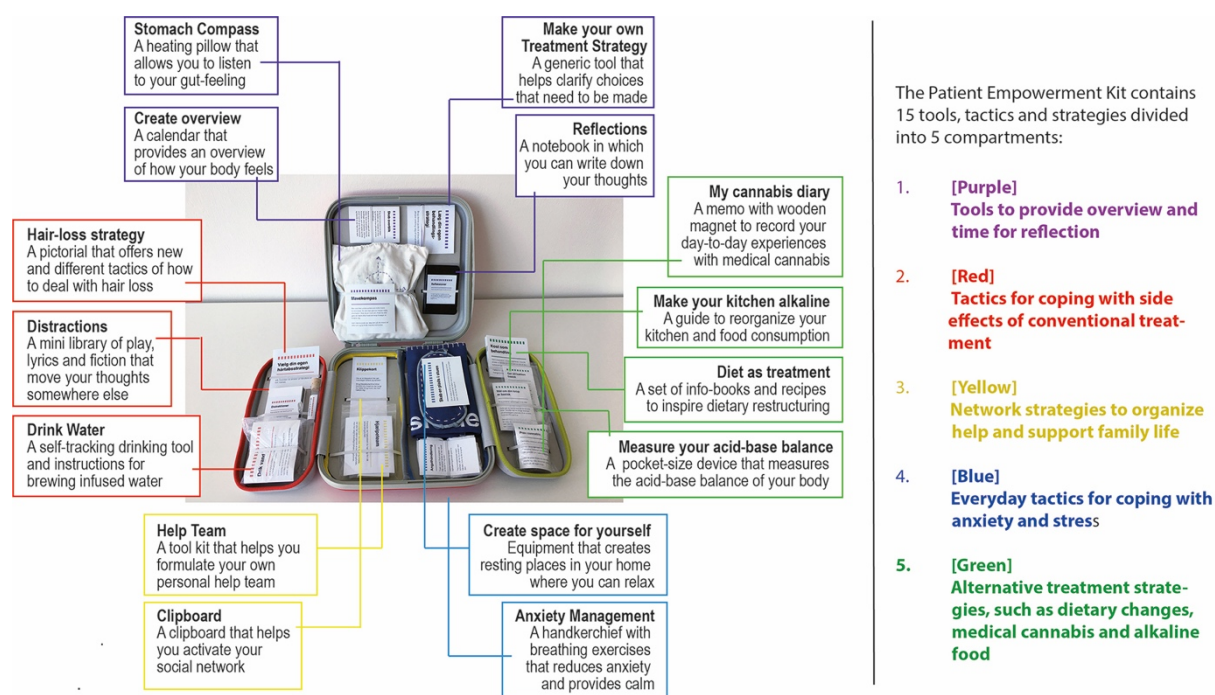 Stomach Compass
A heating pillow that
allows you to listen
to your gut-feeling
Create overview
A calendar that
provides an overview
of how your body feels
Make your own
Treatment Strategy
A generic tool that
helps clarify choices
that need to be made
Reflections
A notebook in which
you can write down
your thoughts
Hair-loss strategy
A pictorial that offers new
and different tactics of how
to deal with hair loss
Distractions
A mini library of play,
lyrics and fiction that
move your thoughts
somewhere else
Drink Water
A self-tracking drinking tool
and instructions for
brewing infused water
My cannabis diary
A memo with wooden
magnet to record your
day-to-day experiences
with medical cannabis
Make your kitchen alkaline
A guide to reorganize your
kitchen and food consumption
Diet as treatment
A set of info-books and recipes
to inspire dietary restructuring
Measure your acid-base balance
A pocket-size device that measures
the acid-base balance of your body
Help Team
A tool kit that helps you
formulate your own
personal help team
Clipboard
A clipboard that helps
you activate your
social network
Create space for yourself
Equipment that creates
resting places in your home
where you can relax
Anxiety Management
A handkerchief with
breathing exercises
that reduces anxiety
and provides calm
The Patient Empowerment Kit contains
15 tools, tactics and strategies divided
into 5 compartments:
1. [Purple]
Tools to provide overview and
time for reflection
2. [Red]
Tactics for coping with side
effects of conventional treat-
ment
3. [Yellow]
Network strategies to organize
help and support family life
4. [Blue]
Everyday tactics for coping with
anxiety and stress
5. [Green]
Alternative treatment strate-
gies, such as dietary changes,
medical cannabis and alkaline
food